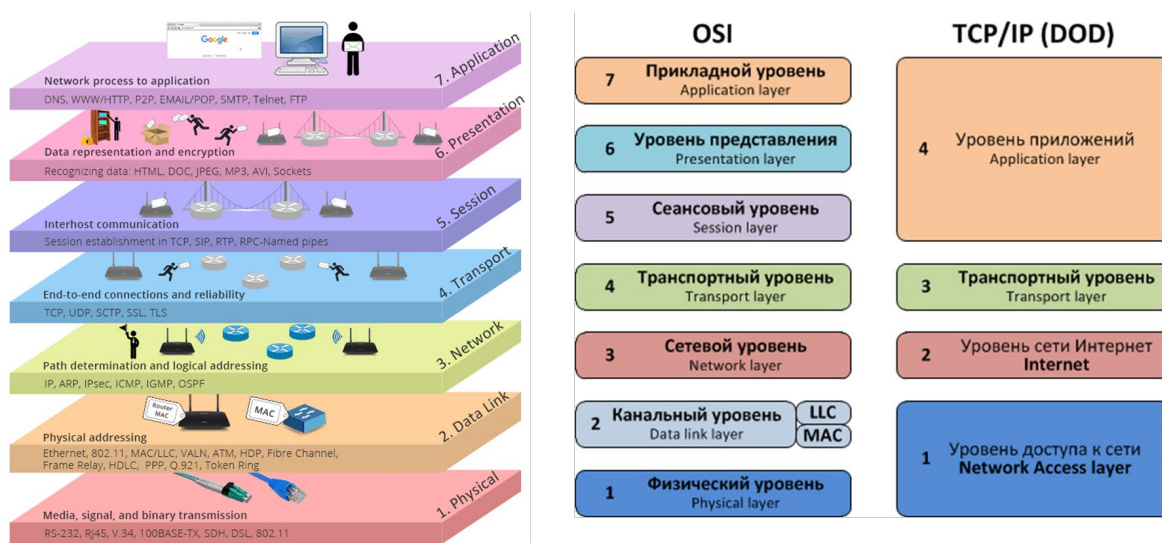 Google
7. Application
Network process to application
DNS, WWW/HTTP, P2P, EMAIL/POP, SMTP, Telnet, FTP
6. Presentation
Data representation and encryption
Recognizing data: HTML, DOC, JPEG, MP3, AVI, Sockets
5. Session
Interhost communication
Session establishment in TCP, SIP, RTP, RPC-Named pipes
4. Transport
End-to-end connections and reliability
TCP, UDP, SCTP, SSL, TLS
3. Network
Path determination and logical addressing
IP, ARP, IPsec, ICMP, IGMP, OSPF
Router
MAC
MAC
2. Data Link
Physical addressing
Ethernet, 802.11, MAC/LLC, VALN, ATM, HDP, Fibre Channel,
Frame Relay, HDLC, PPP, Q.921, Token Ring
1. Physical
Media, signal, and binary transmission
RS-232, RJ45, V.34, 100BASE-TX, SDH, DSL, 802.11
OSI
7
Прикладной уровень
Application layer
6
Уровень представления
Presentation layer
5
Сеансовый уровень
Session layer
4
Транспортный уровень
Transport layer
3
Сетевой уровень
Network layer
2
Канальный уровень
Data link layer
LLC
MAC
1
Физический уровень
Physical layer
TCP/IP (DOD)
4
Уровень приложений
Application layer
3
Транспортный уровень
Transport layer
2
Уровень сети Интернет
Internet
1
Уровень доступа к сети
Network Access layer